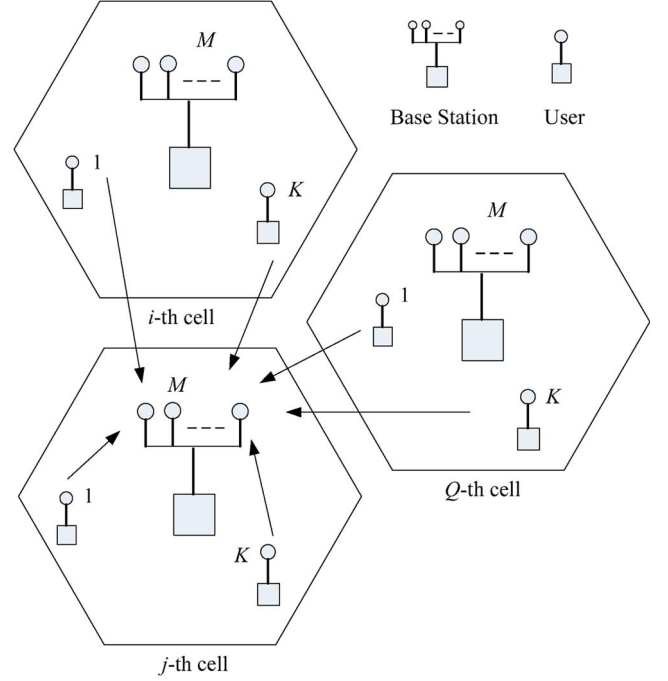 M
Base Station
User
1
K
M
1
i-th cell
M
K
Q-th cell
1
K
j-th cell